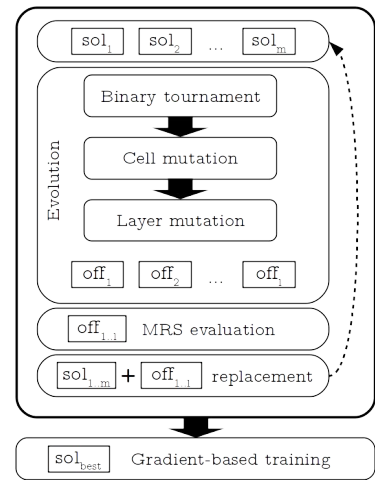 sol₁ sol₂ ... solₘ
Binary tournament
Cell mutation
Layer mutation
Evolution
off₁ off₂ ... offₗ
off₁..ₗ MRS evaluation
sol₁..ₘ + off₁..ₗ replacement
sol_best Gradient-based training